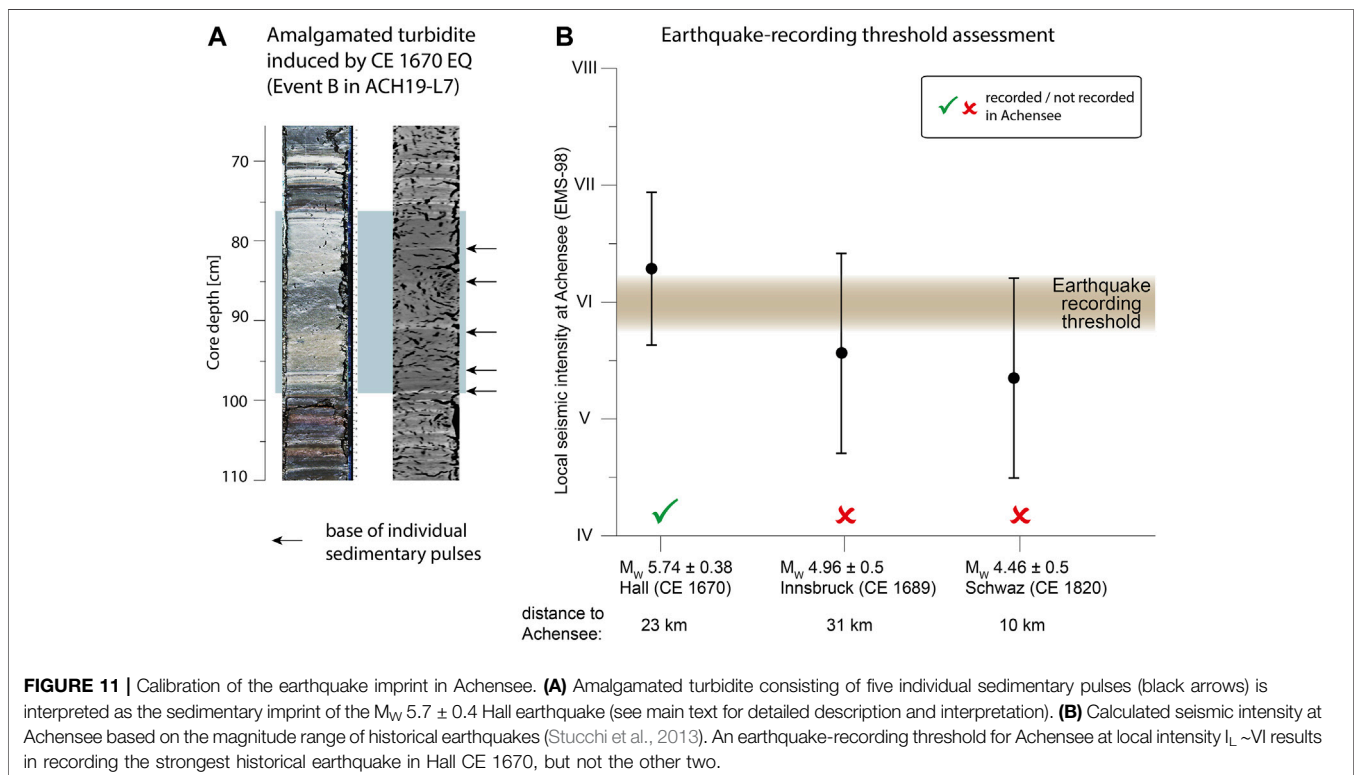 A
Amalgamated turbidite
induced by CE 1670 EQ
(Event B in ACH19-L7)
Core depth [cm]
70
80
90
100
110
base of individual
sedimentary pulses
B
Earthquake-recording threshold assessment
recorded / not recorded
in Achensee
Local seismic intensity at Achensee (EMS-98)
VIII
VII
VI
V
IV
Earthquake
recording
threshold
M_W 5.74 ± 0.38
Hall (CE 1670)
M_W 4.96 ± 0.5
Innsbruck (CE 1689)
M_W 4.46 ± 0.5
Schwaz (CE 1820)
distance to
Achensee:
23 km
31 km
10 km
FIGURE 11 | Calibration of the earthquake imprint in Achensee. (A) Amalgamated turbidite consisting of five individual sedimentary pulses (black arrows) is
interpreted as the sedimentary imprint of the M_W 5.7 ± 0.4 Hall earthquake (see main text for detailed description and interpretation). (B) Calculated seismic intensity at
Achensee based on the magnitude range of historical earthquakes (Stucchi et al., 2013). An earthquake-recording threshold for Achensee at local intensity I_L ~VI results
in recording the strongest historical earthquake in Hall CE 1670, but not the other two.